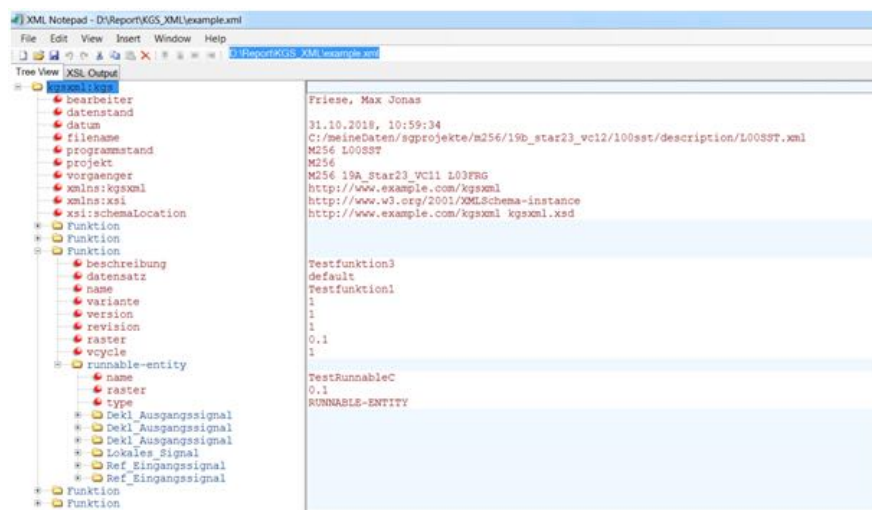 XML Notepad - D:\Report\KGS_XML\example.xml
File Edit View Insert Window Help
D:\Report\KGS_XML\example.xml
Tree View XSL Output
kgsxml:kgs
bearbeiter Friese, Max Jonas
datenstand
datum 31.10.2018, 10:59:34
filename C:/meineDaten/sgprojekte/m256/19b_star23_vc12/l00sst/description/L00SST.xml
programmstand M256 L00SST
projekt M256
vorgaenger M256 19A_Star23_VC11 L03FRG
xmlns:kgsxml http://www.example.com/kgsxml
xmlns:xsi http://www.w3.org/2001/XMLSchema-instance
xsi:schemaLocation http://www.example.com/kgsxml kgsxml.xsd
Funktion
Funktion
Funktion
beschreibung Testfunktion3
datensatz default
name Testfunktion1
variante 1
version 1
revision 1
raster 0.1
vcycle 1
runnable-entity
name TestRunnableC
raster 0.1
type RUNNABLE-ENTITY
Dekl_Ausgangssignal
Dekl_Ausgangssignal
Dekl_Ausgangssignal
Lokales_Signal
Ref_Eingangssignal
Ref_Eingangssignal
Funktion
Funktion